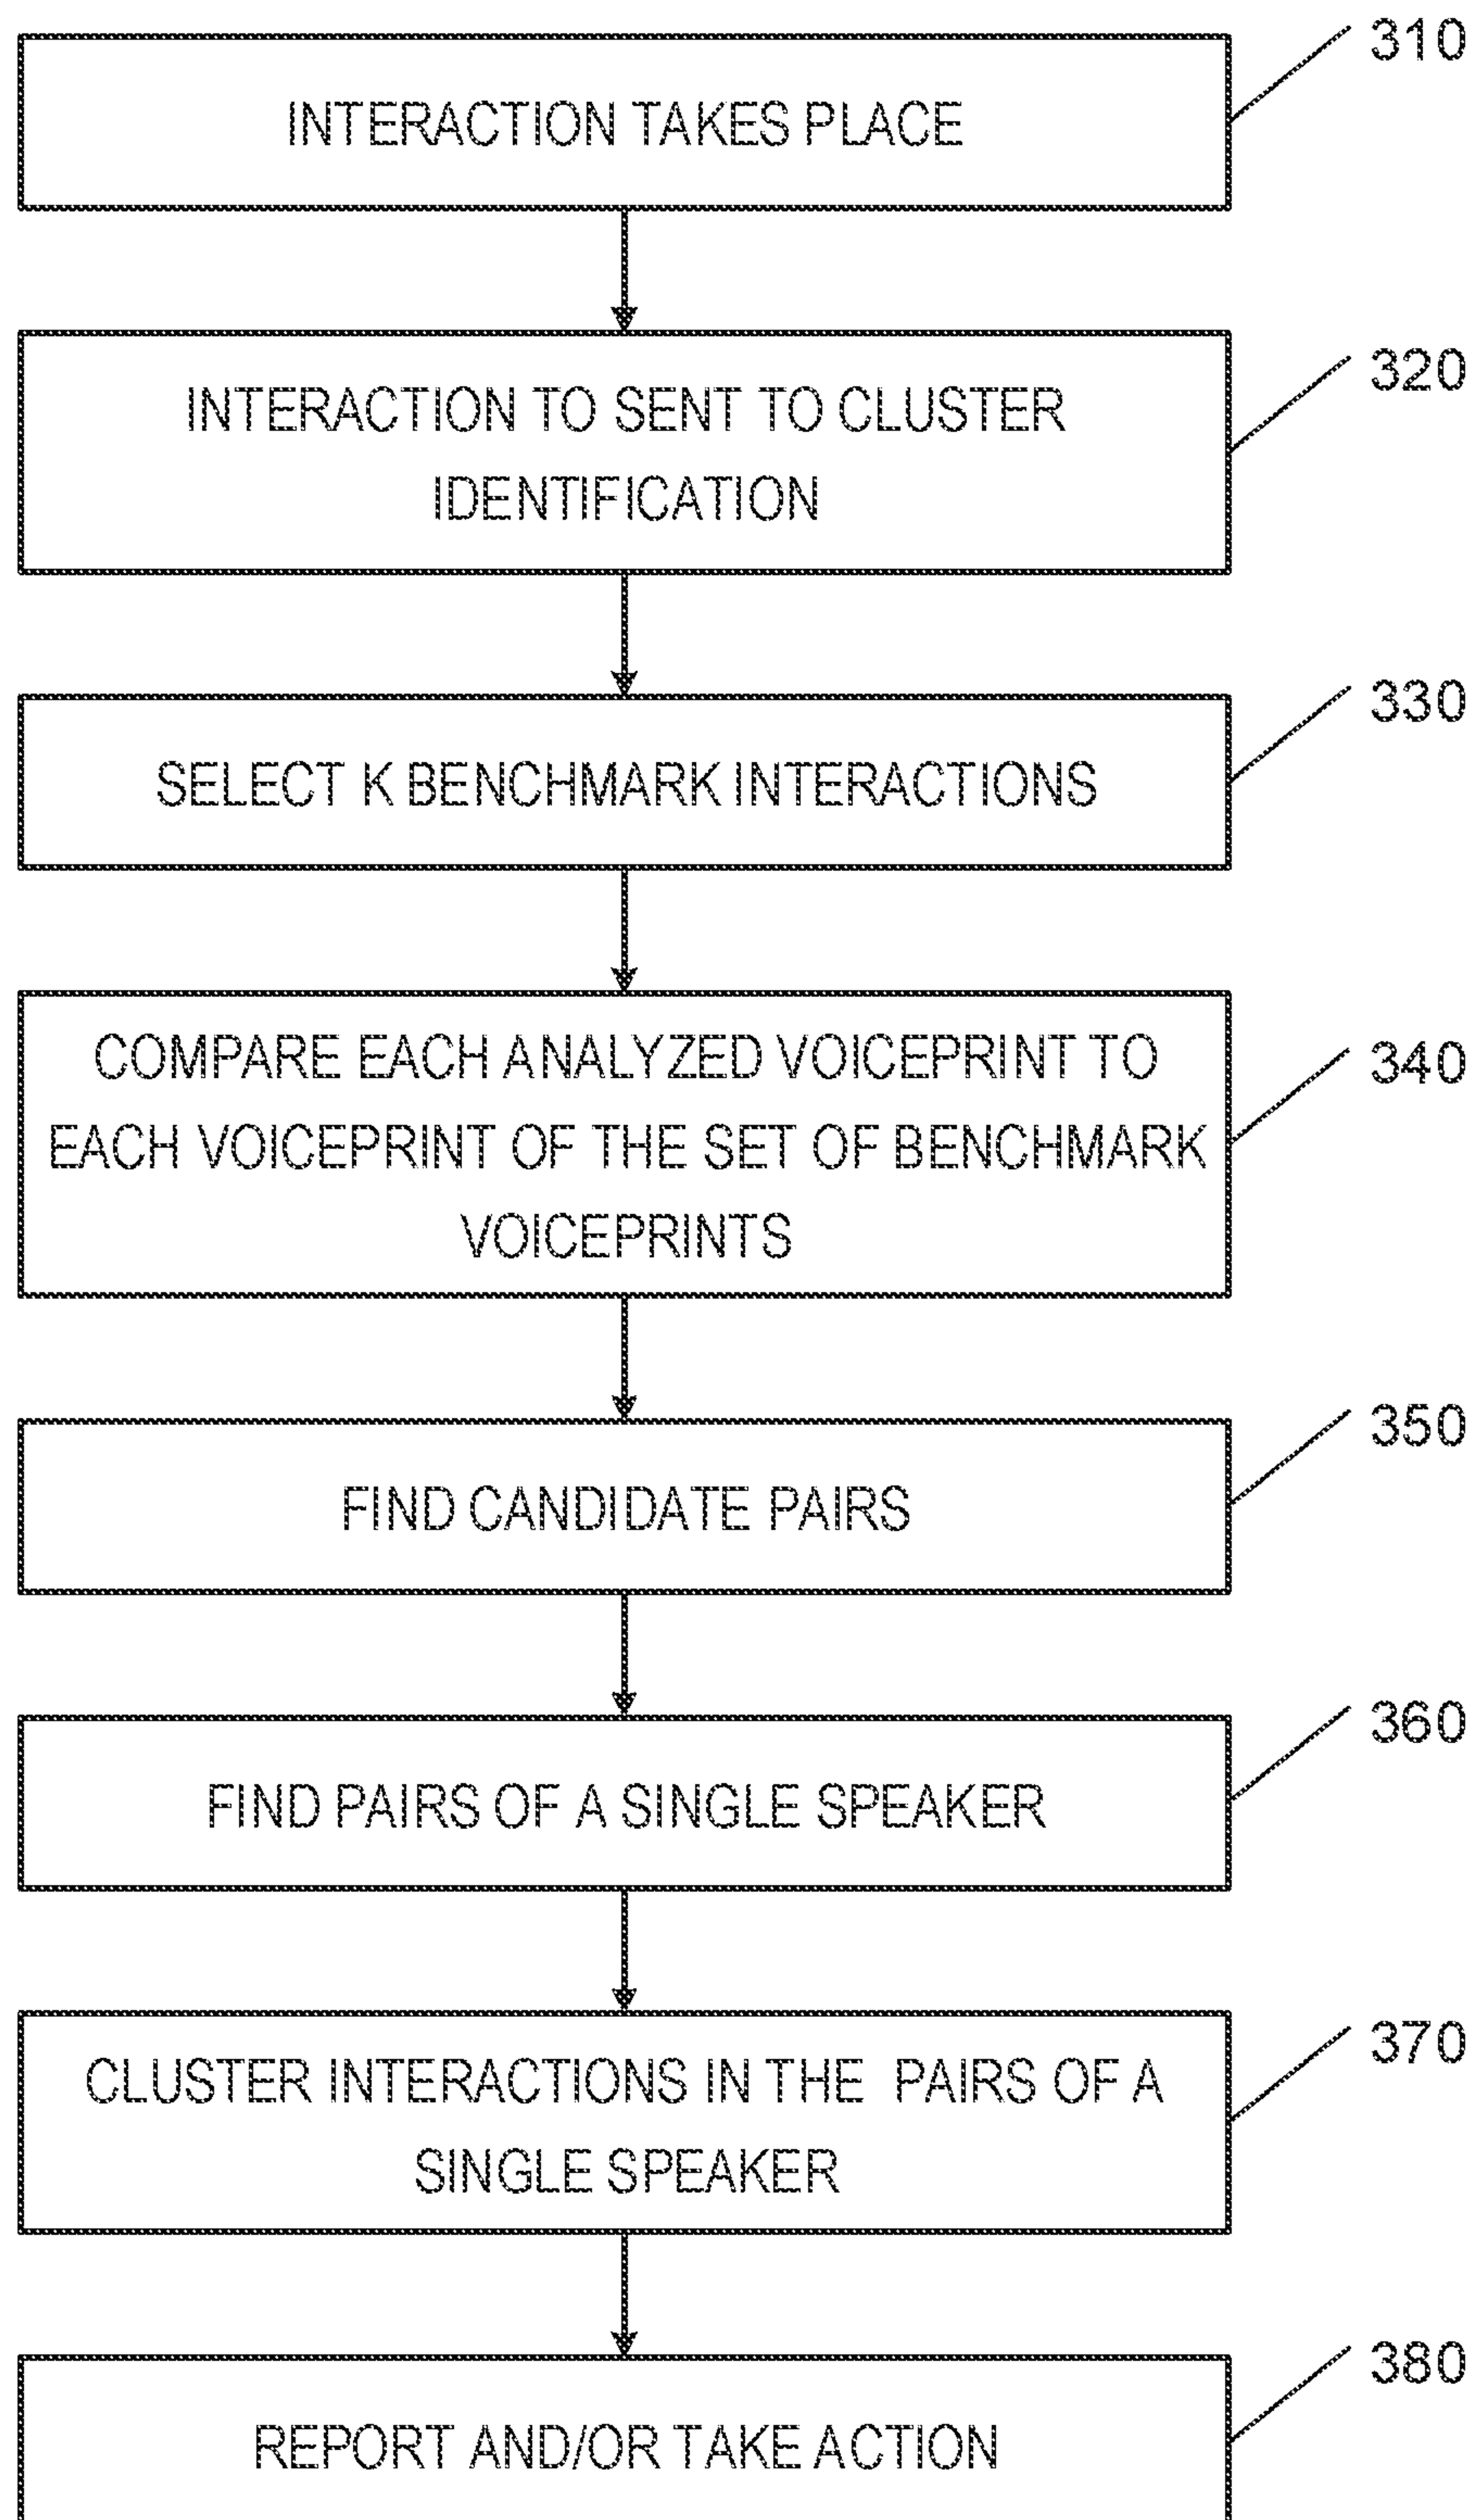 310
INTERACTION TAKES PLACE
320
INTERACTION TO SENT TO CLUSTER
IDENTIFICATION
330
SELECT K BENCHMARK INTERACTIONS
340
COMPARE EACH ANALYZED VOICEPRINT TO
EACH VOICEPRINT OF THE SET OF BENCHMARK
VOICEPRINTS
350
FIND CANDIDATE PAIRS
360
FIND PAIRS OF A SINGLE SPEAKER
370
CLUSTER INTERACTIONS IN THE PAIRS OF A
SINGLE SPEAKER
380
REPORT AND/OR TAKE ACTION